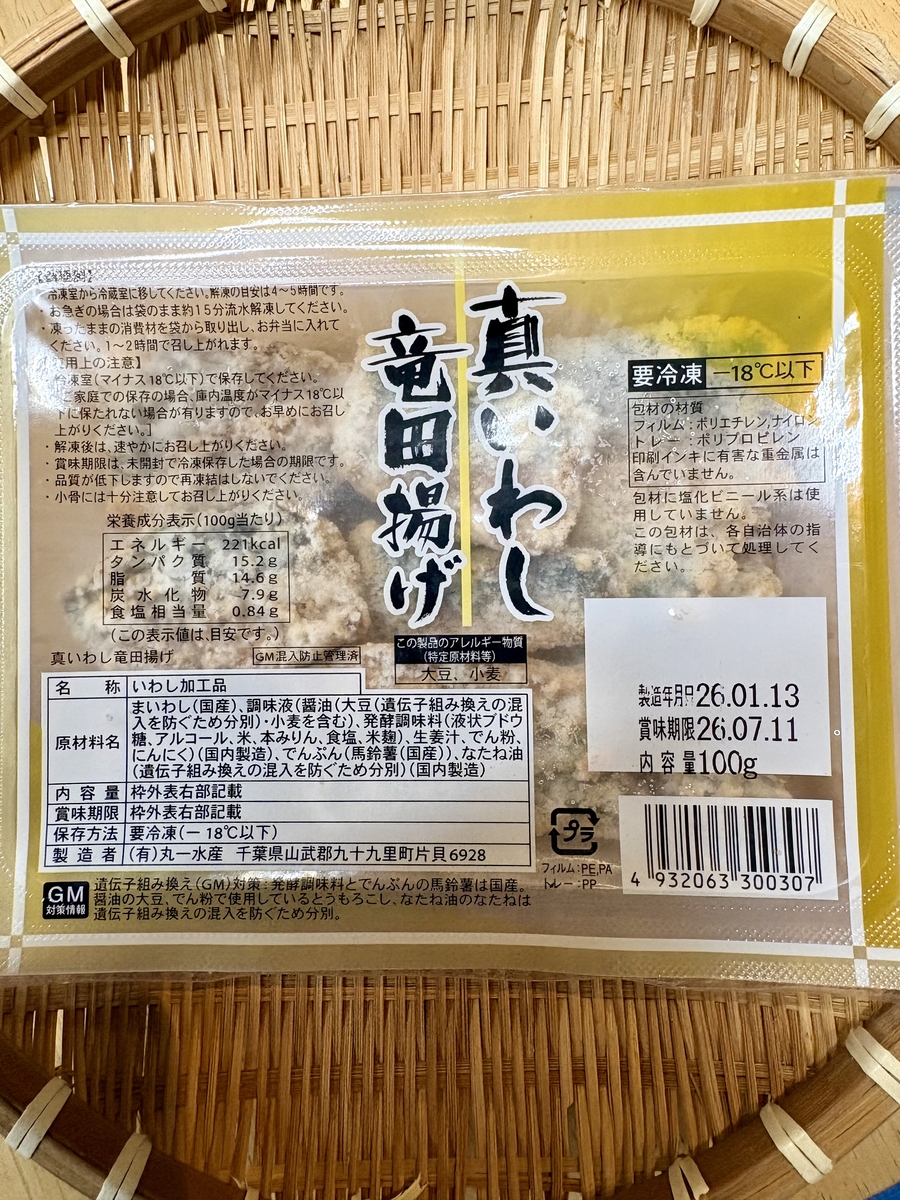 【解凍例】
冷凍室から冷蔵室に移してください。解凍の目安は4～5時間です。
・お急ぎの場合は袋のまま約15分流水解凍してください。
・凍ったままの消費材を袋から取り出し、お弁当に入れて
ください。1～2時間で召し上がれます。
用上の注意】
冷凍室(マイナス18℃以下)で保存してください。
ご家庭での保存の場合、庫内温度がマイナス18℃以
下に保たれない場合が有りますので、お早めにお召し
上がりください。]
・解凍後は、速やかにお召し上がりください。
・賞味期限は、未開封で冷凍保存した場合の期限です。
・品質が低下しますので再凍結はしないでください。
・小骨には十分注意してお召し上がりください。
栄養成分表示(100g当たり)
エネルギー 221kcal
タンパク質 15.2g
脂質 14.6g
炭水化物 7.9g
食塩相当量 0.84g
(この表示値は、目安です。)
真いわし
竜田揚げ
要冷凍 －18℃以下
包材の材質
フィルム:ポリエチレン,ナイロン
トレー:ポリプロピレン
印刷インキに有害な重金属は
含んでいません。
包材に塩化ビニール系は使
用していません。
この包材は、各自治体の指
導にもとづいて処理してく
ださい。
真いわし竜田揚げ
GM混入防止管理済
この製品のアレルギー物質
(特定原材料等)
大豆、小麦
名称 いわし加工品
原材料名 まいわし(国産)、調味液(醤油(大豆(遺伝子組み換えの混
入を防ぐため分別)・小麦を含む)、発酵調味料(液状ブドウ
糖、アルコール、米、本みりん、食塩、米麹)、生姜汁、でん粉、
にんにく)(国内製造)、でんぷん(馬鈴薯(国産))、なたね油
(遺伝子組み換えの混入を防ぐため分別)(国内製造)
内容量 枠外表右部記載
賞味期限 枠外表右部記載
保存方法 要冷凍(－18℃以下)
製造者 (有)丸一水産 千葉県山武郡九十九里町片貝6928
GM
対策情報
遺伝子組み換え(GM)対策:発酵調味料とでんぷんの馬鈴薯は国産。
醤油の大豆、でん粉で使用しているとうもろこし、なたね油のなたねは
遺伝子組み換えの混入を防ぐため分別。
製造年月日26.01.13
賞味期限26.07.11
内容量100g
プラ
フィルム:PE,PA
トレー:PP
4 932063 300307